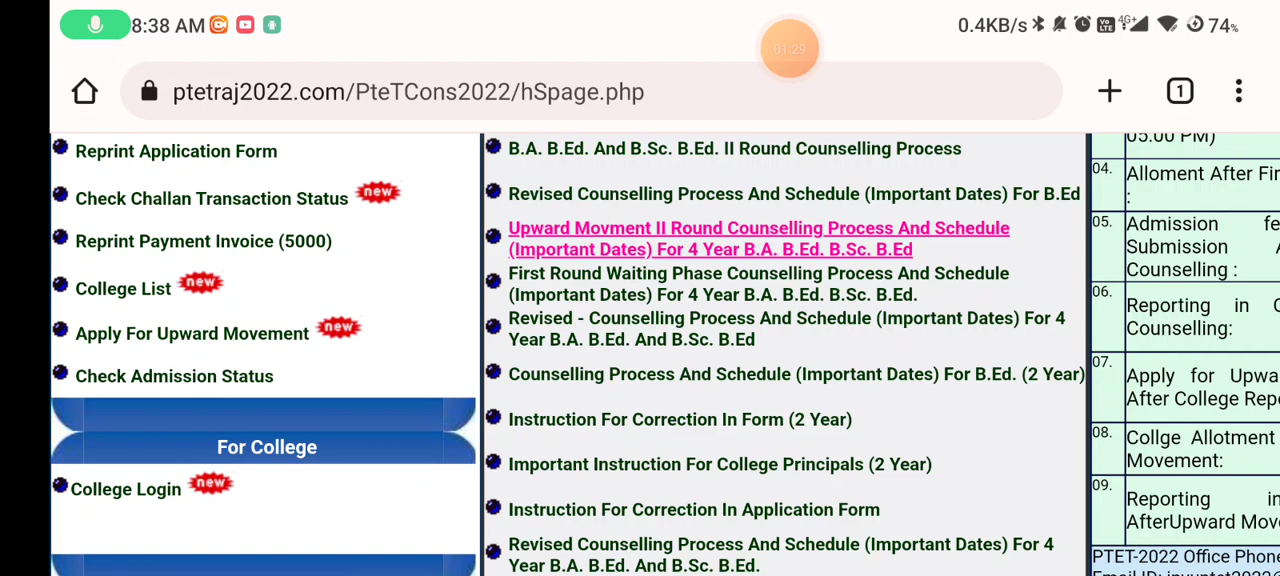 8:38 AM
01:29
0.4KB/s
4G+
74%
ptetraj2022.com/PteTCons2022/hSpage.php
1
Reprint Application Form
Check Challan Transaction Status new
Reprint Payment Invoice (5000)
College List new
Apply For Upward Movement new
Check Admission Status
For College
College Login new
B.A. B.Ed. And B.Sc. B.Ed. II Round Counselling Process
Revised Counselling Process And Schedule (Important Dates) For B.Ed
Upward Movment II Round Counselling Process And Schedule
(Important Dates) For 4 Year B.A. B.Ed. B.Sc. B.Ed
First Round Waiting Phase Counselling Process And Schedule
(Important Dates) For 4 Year B.A. B.Ed. B.Sc. B.Ed.
Revised - Counselling Process And Schedule (Important Dates) For 4
Year B.A. B.Ed. And B.Sc. B.Ed
Counselling Process And Schedule (Important Dates) For B.Ed. (2 Year)
Instruction For Correction In Form (2 Year)
Important Instruction For College Principals (2 Year)
Instruction For Correction In Application Form
Revised Counselling Process And Schedule (Important Dates) For 4
Year B.A. B.Ed. And B.Sc. B.Ed.
05:00 PM)
04. Alloment After Fir
:
05. Admission fe
Submission A
Counselling :
06. Reporting in C
Counselling:
07. Apply for Upwa
After College Repo
08. Collge Allotment
Movement:
09. Reporting in
AfterUpward Move
PTET-2022 Office Phone